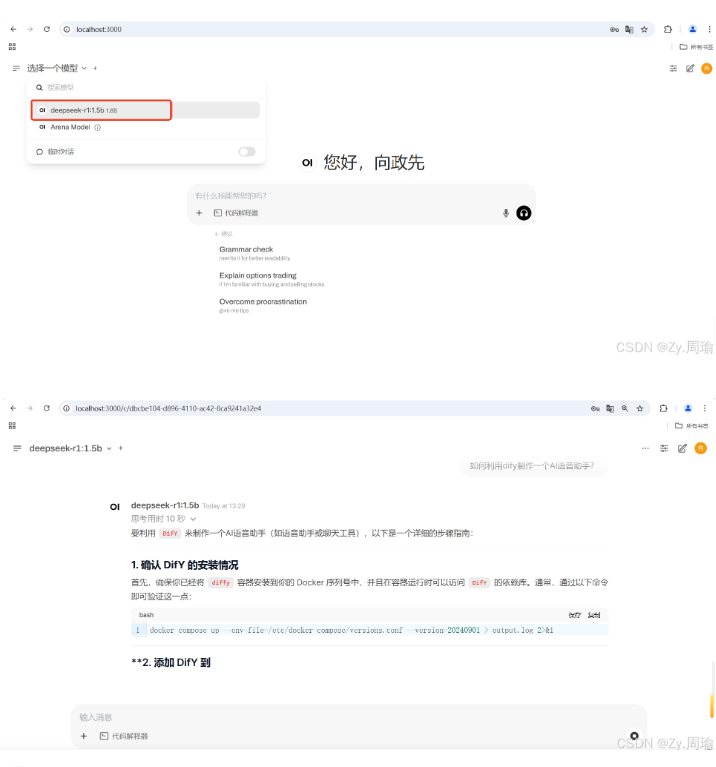 localhost:3000
所有书签
选择一个模型
搜索模型
OI deepseek-r1:1.5b 1.8B
OI Arena Model
临时对话
OI 您好，向政先
有什么我能帮您的吗？
代码解释器
建议
Grammar check
rewrite it for better readability
Explain options trading
if I'm familiar with buying and selling stocks
Overcome procrastination
give me tips
CSDN @Zy.周瑜
localhost:3000/c/dbcbe104-d896-4110-ac42-8ca9241a32e4
所有书签
deepseek-r1:1.5b
如何利用dify制作一个AI语音助手？
OI deepseek-r1:1.5b Today at 13:29
思考用时 10 秒
要利用 DifY 来制作一个AI语音助手（如语音助手或聊天工具），以下是一个详细的步骤指南：
1. 确认 DifY 的安装情况
首先，确保你已经将 diffy 容器安装到你的 Docker 序列号中，并且在容器运行时可以访问 DifY 的依赖库。通常，通过以下命令
即可验证这一点：
bash 保存 复制
1 docker compose up --env-file-/etc/docker-compose/versions.conf --version-20240901 > output.log 2>&1
**2. 添加 DifY 到
输入消息
代码解释器
CSDN @Zy.周瑜